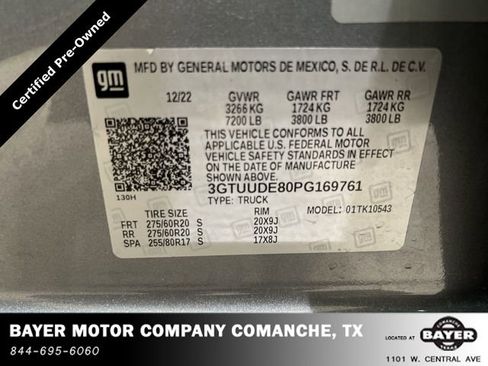 Certified Pre-Owned
gm
MFD BY GENERAL MOTORS DE MEXICO, S. DE R.L. DE C.V.
12/22 GVWR GAWR FRT GAWR RR
3266 KG 1724 KG 1724 KG
7200 LB 3800 LB 3800 LB
THIS VEHICLE CONFORMS TO ALL
APPLICABLE U.S. FEDERAL MOTOR
VEHICLE SAFETY STANDARDS IN EFFECT
ON THE DATE OF MANUFACTURE
SHOWN ABOVE.
3GTUUDE80PG169761
130H TYPE: TRUCK
TIRE SIZE RIM MODEL: 01TK10543
FRT 275/60R20 S 20X9J
RR 275/60R20 S 20X9J
SPA 255/80R17 S 17X8J
BAYER MOTOR COMPANY COMANCHE, TX
844-695-6060
LOCATED AT
COMANCHE
BAYER
TEXAS
1101 W. CENTRAL AVE